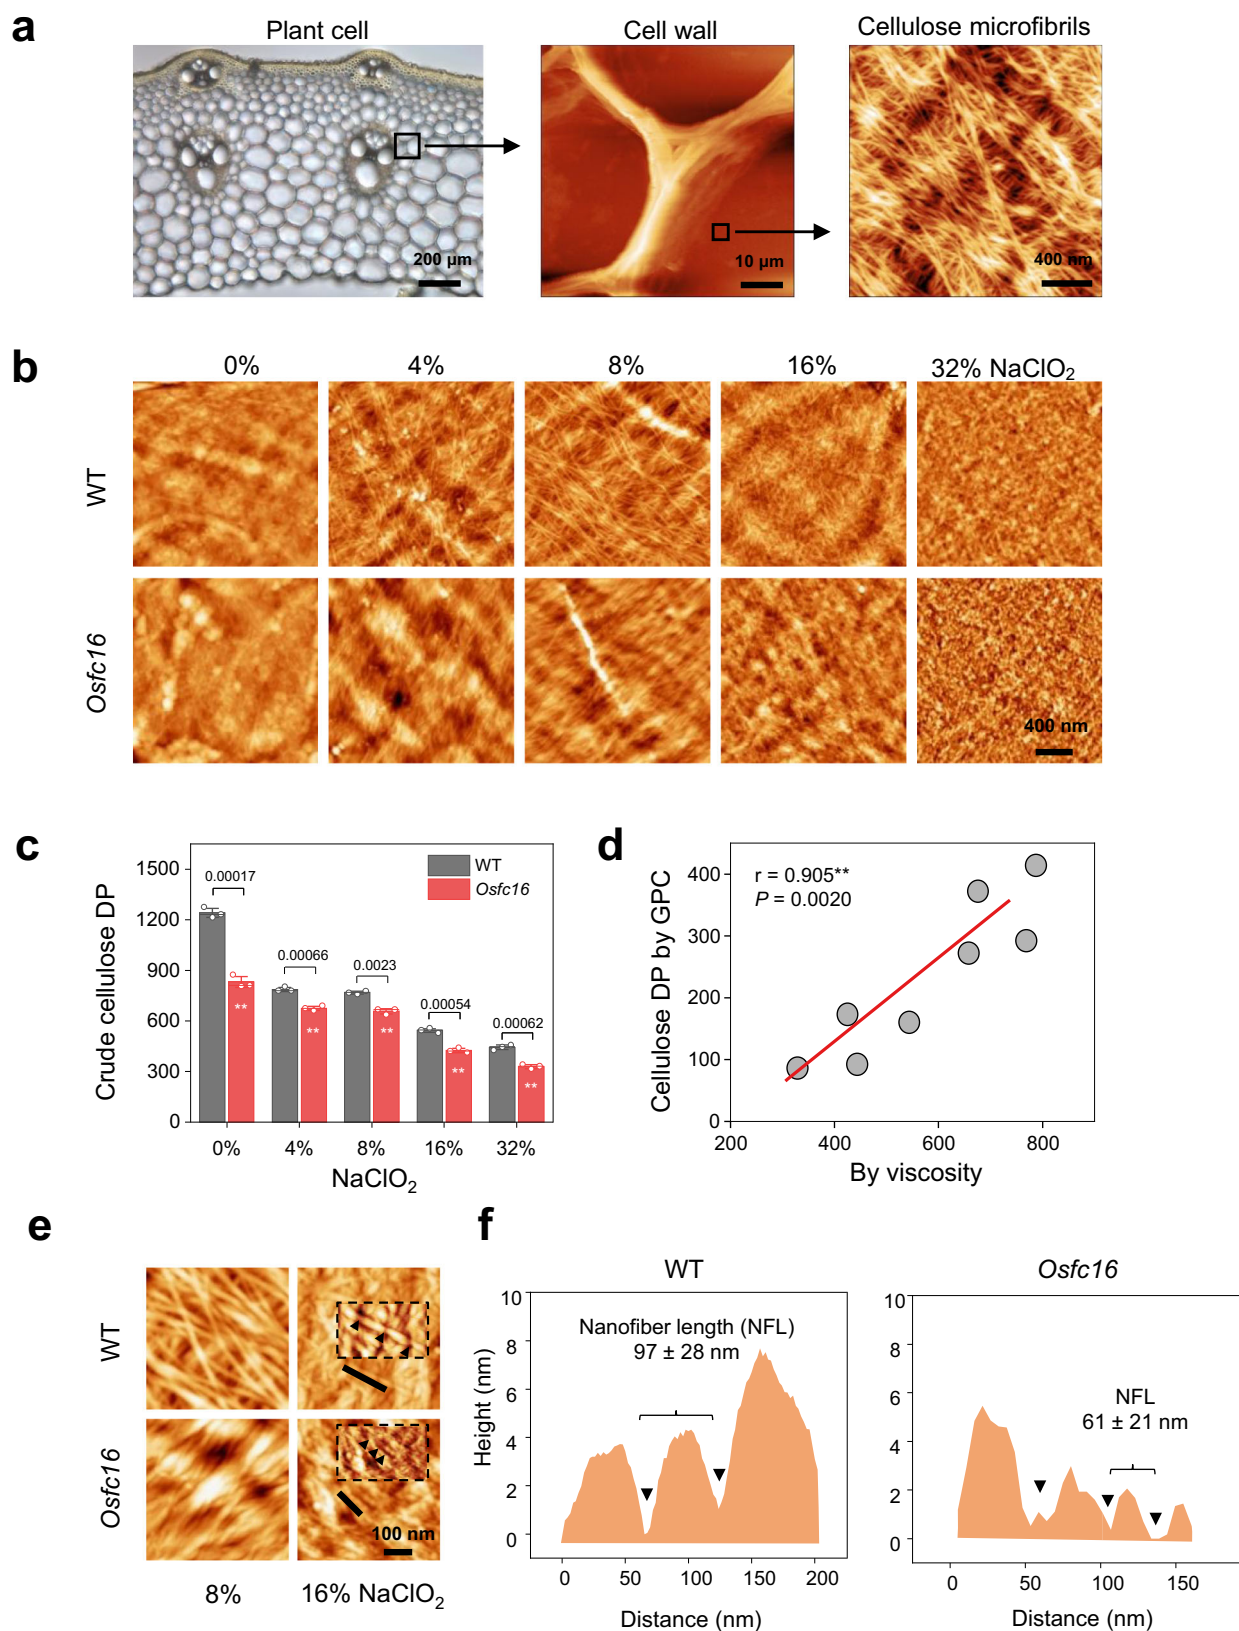 a
Plant cell
Cell wall
Cellulose microfibrils
200 µm
10 µm
400 nm
b
0%
4%
8%
16%
32% NaClO₂
WT
Osfc16
400 nm
c
Crude cellulose DP
1500
1200
900
600
300
0
WT
Osfc16
0.00017
0.00066
0.0023
0.00054
0.00062
**
**
**
**
**
0%
4%
8%
16%
32%
NaClO₂
d
Cellulose DP by GPC
400
300
200
100
0
r = 0.905**
P = 0.0020
200
400
600
800
By viscosity
e
WT
Osfc16
100 nm
8%
16% NaClO₂
f
WT
Height (nm)
10
8
6
4
2
0
Nanofiber length (NFL)
97 ± 28 nm
0
50
100
150
200
Distance (nm)
Osfc16
10
8
6
4
2
0
NFL
61 ± 21 nm
0
50
100
150
Distance (nm)